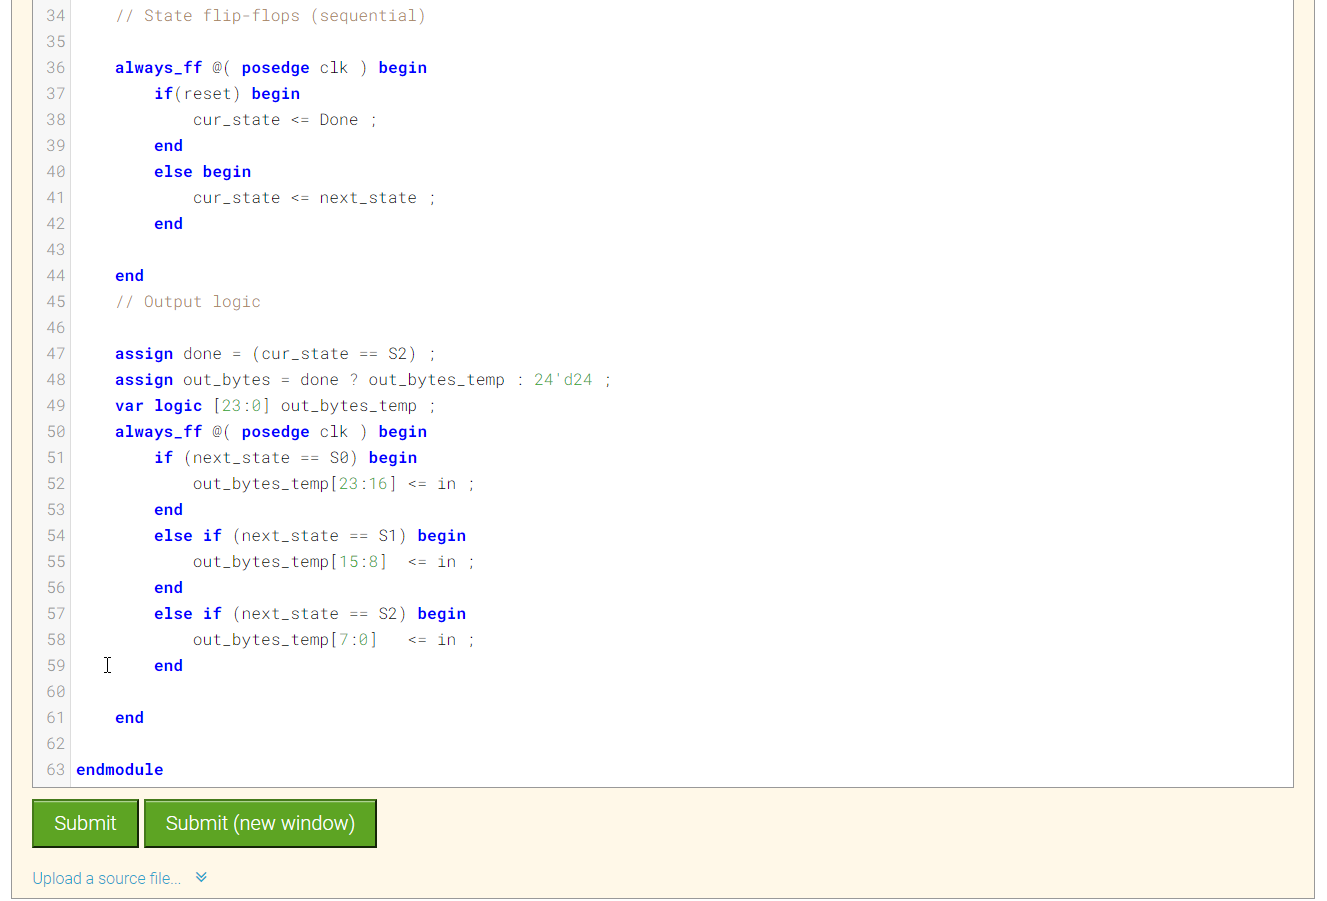 34 // State flip-flops (sequential)
35
36 always_ff @( posedge clk ) begin
37 if(reset) begin
38 cur_state <= Done ;
39 end
40 else begin
41 cur_state <= next_state ;
42 end
43
44 end
45 // Output logic
46
47 assign done = (cur_state == S2) ;
48 assign out_bytes = done ? out_bytes_temp : 24'd24 ;
49 var logic [23:0] out_bytes_temp ;
50 always_ff @( posedge clk ) begin
51 if (next_state == S0) begin
52 out_bytes_temp[23:16] <= in ;
53 end
54 else if (next_state == S1) begin
55 out_bytes_temp[15:8]  <= in ;
56 end
57 else if (next_state == S2) begin
58 out_bytes_temp[7:0]   <= in ;
59 end
60
61 end
62
63 endmodule
Submit
Submit (new window)
Upload a source file...